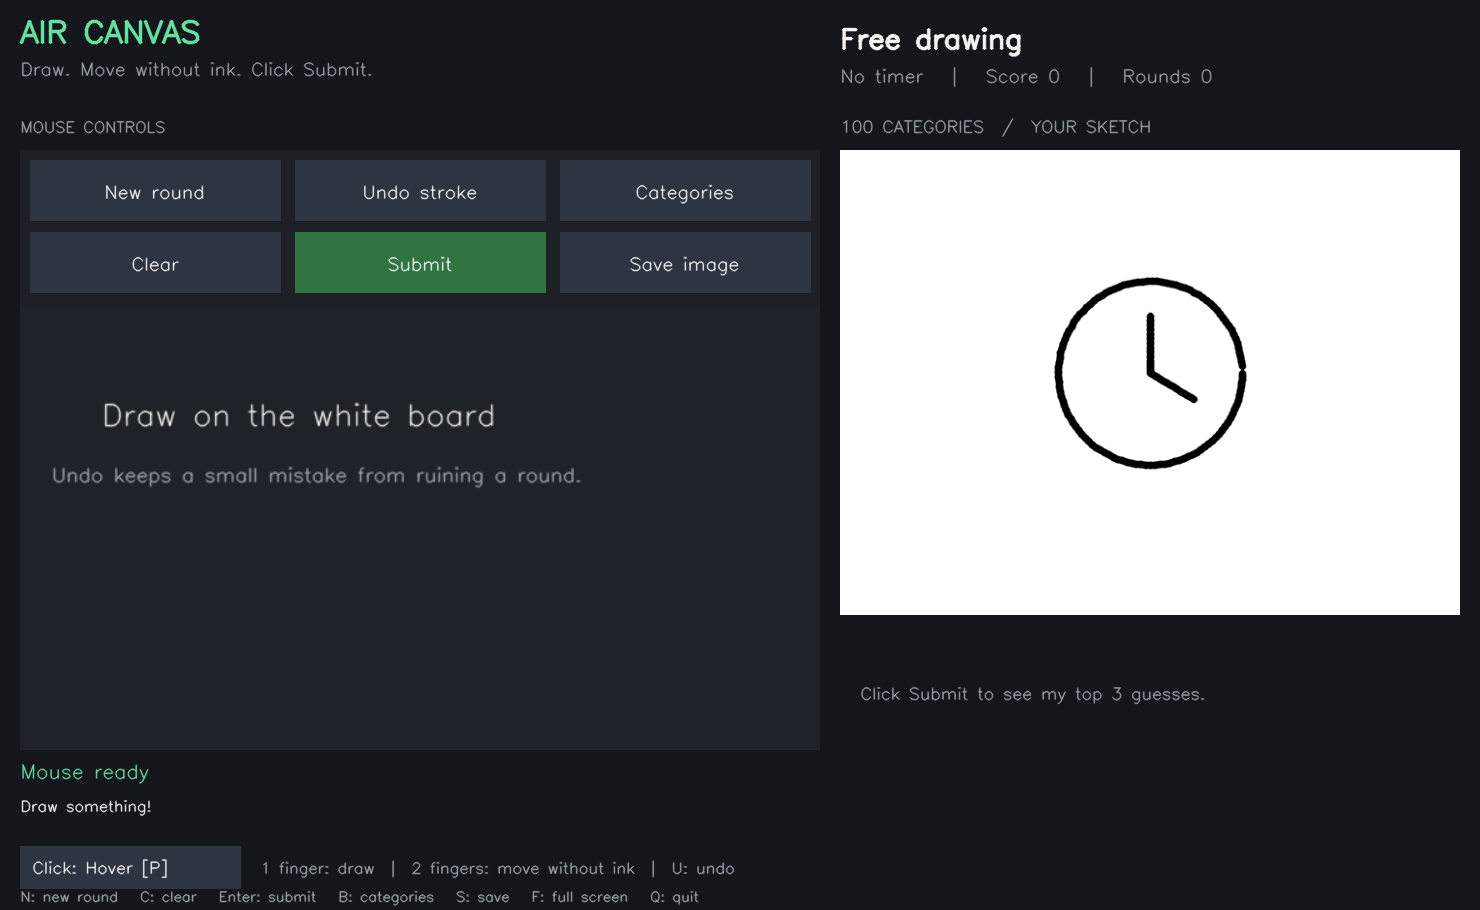 AIR CANVAS
Draw. Move without ink. Click Submit.
Free drawing
No timer | Score 0 | Rounds 0
MOUSE CONTROLS
100 CATEGORIES / YOUR SKETCH
New round
Undo stroke
Categories
Clear
Submit
Save image
Draw on the white board
Undo keeps a small mistake from ruining a round.
Click Submit to see my top 3 guesses.
Mouse ready
Draw something!
Click: Hover [P]
1 finger: draw | 2 fingers: move without ink | U: undo
N: new round C: clear Enter: submit B: categories S: save F: full screen Q: quit